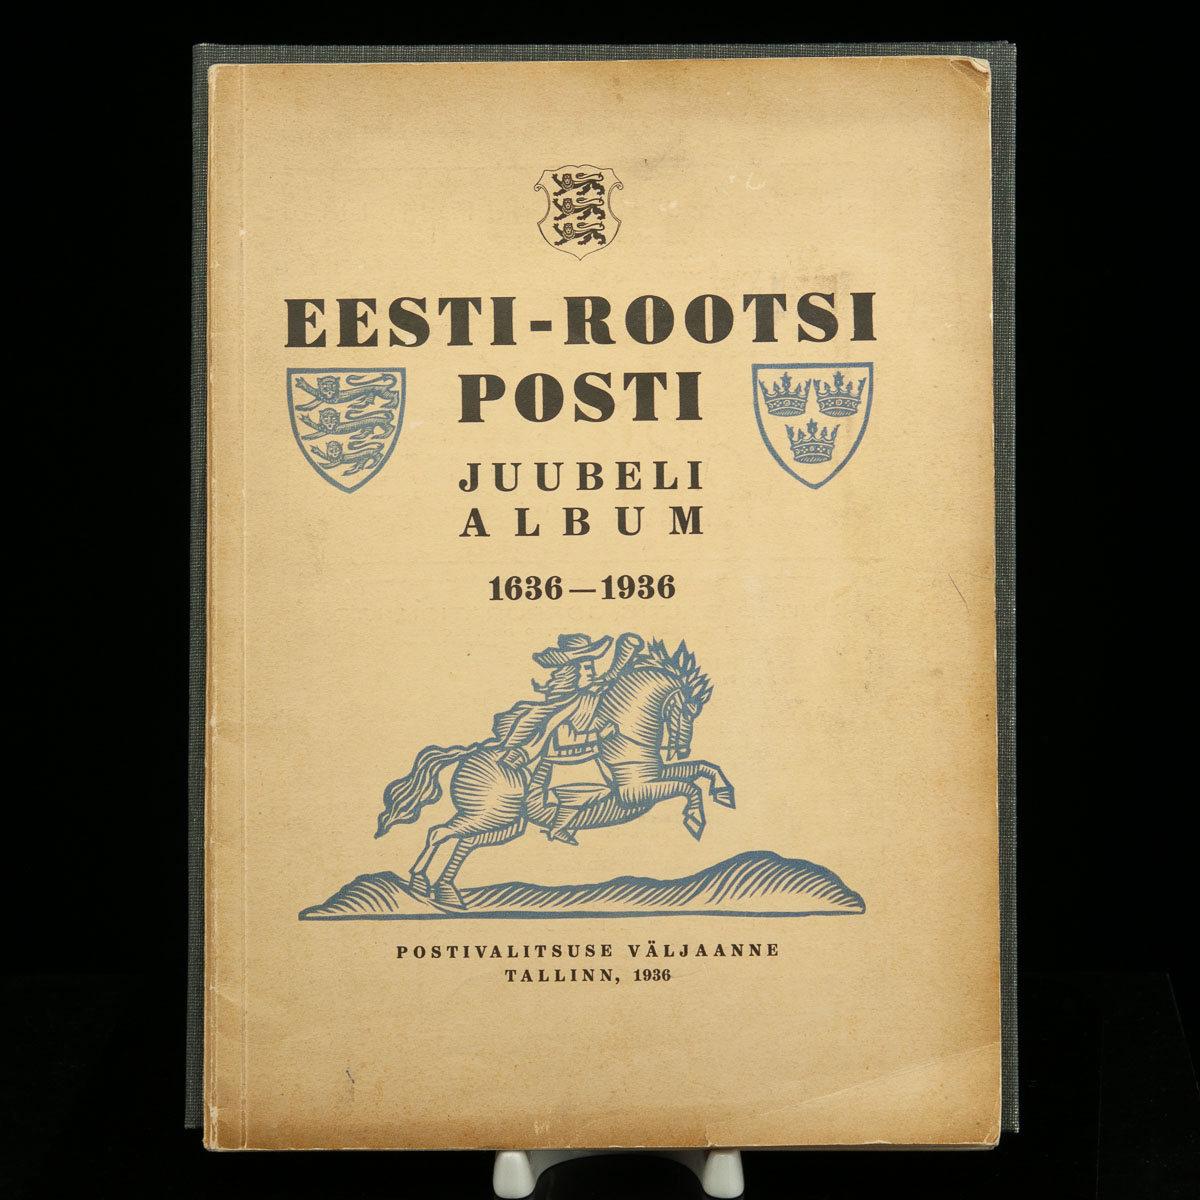 EESTI-ROOTSI
POSTI
JUUBELI
ALBUM
1636—1936
POSTIVALITSUSE VÄLJAANNE
TALLINN, 1936